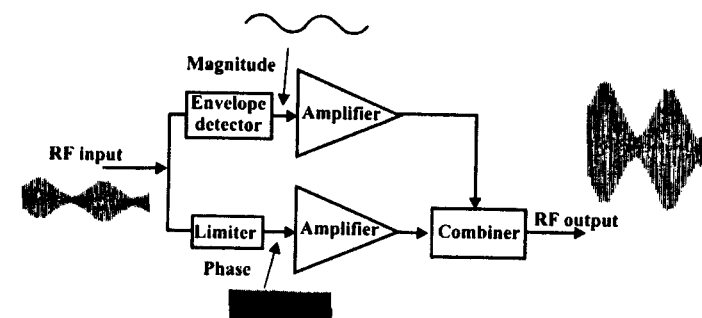 Magnitude
Envelope
detector
Amplifier
RF input
Limiter
Amplifier
Combiner
RF output
Phase